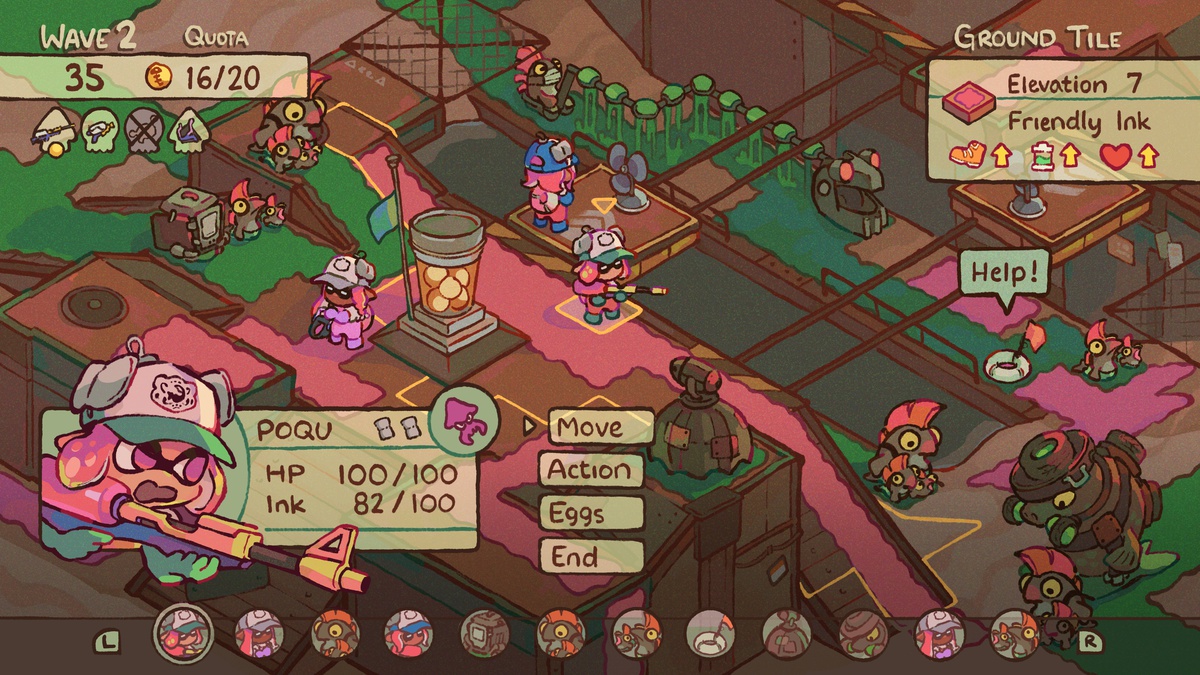 WAVE 2
QUOTA
35
16/20
GROUND TILE
Elevation 7
Friendly Ink
Help!
POQU
HP 100/100
Ink 82/100
Move
Action
Eggs
End
L
R